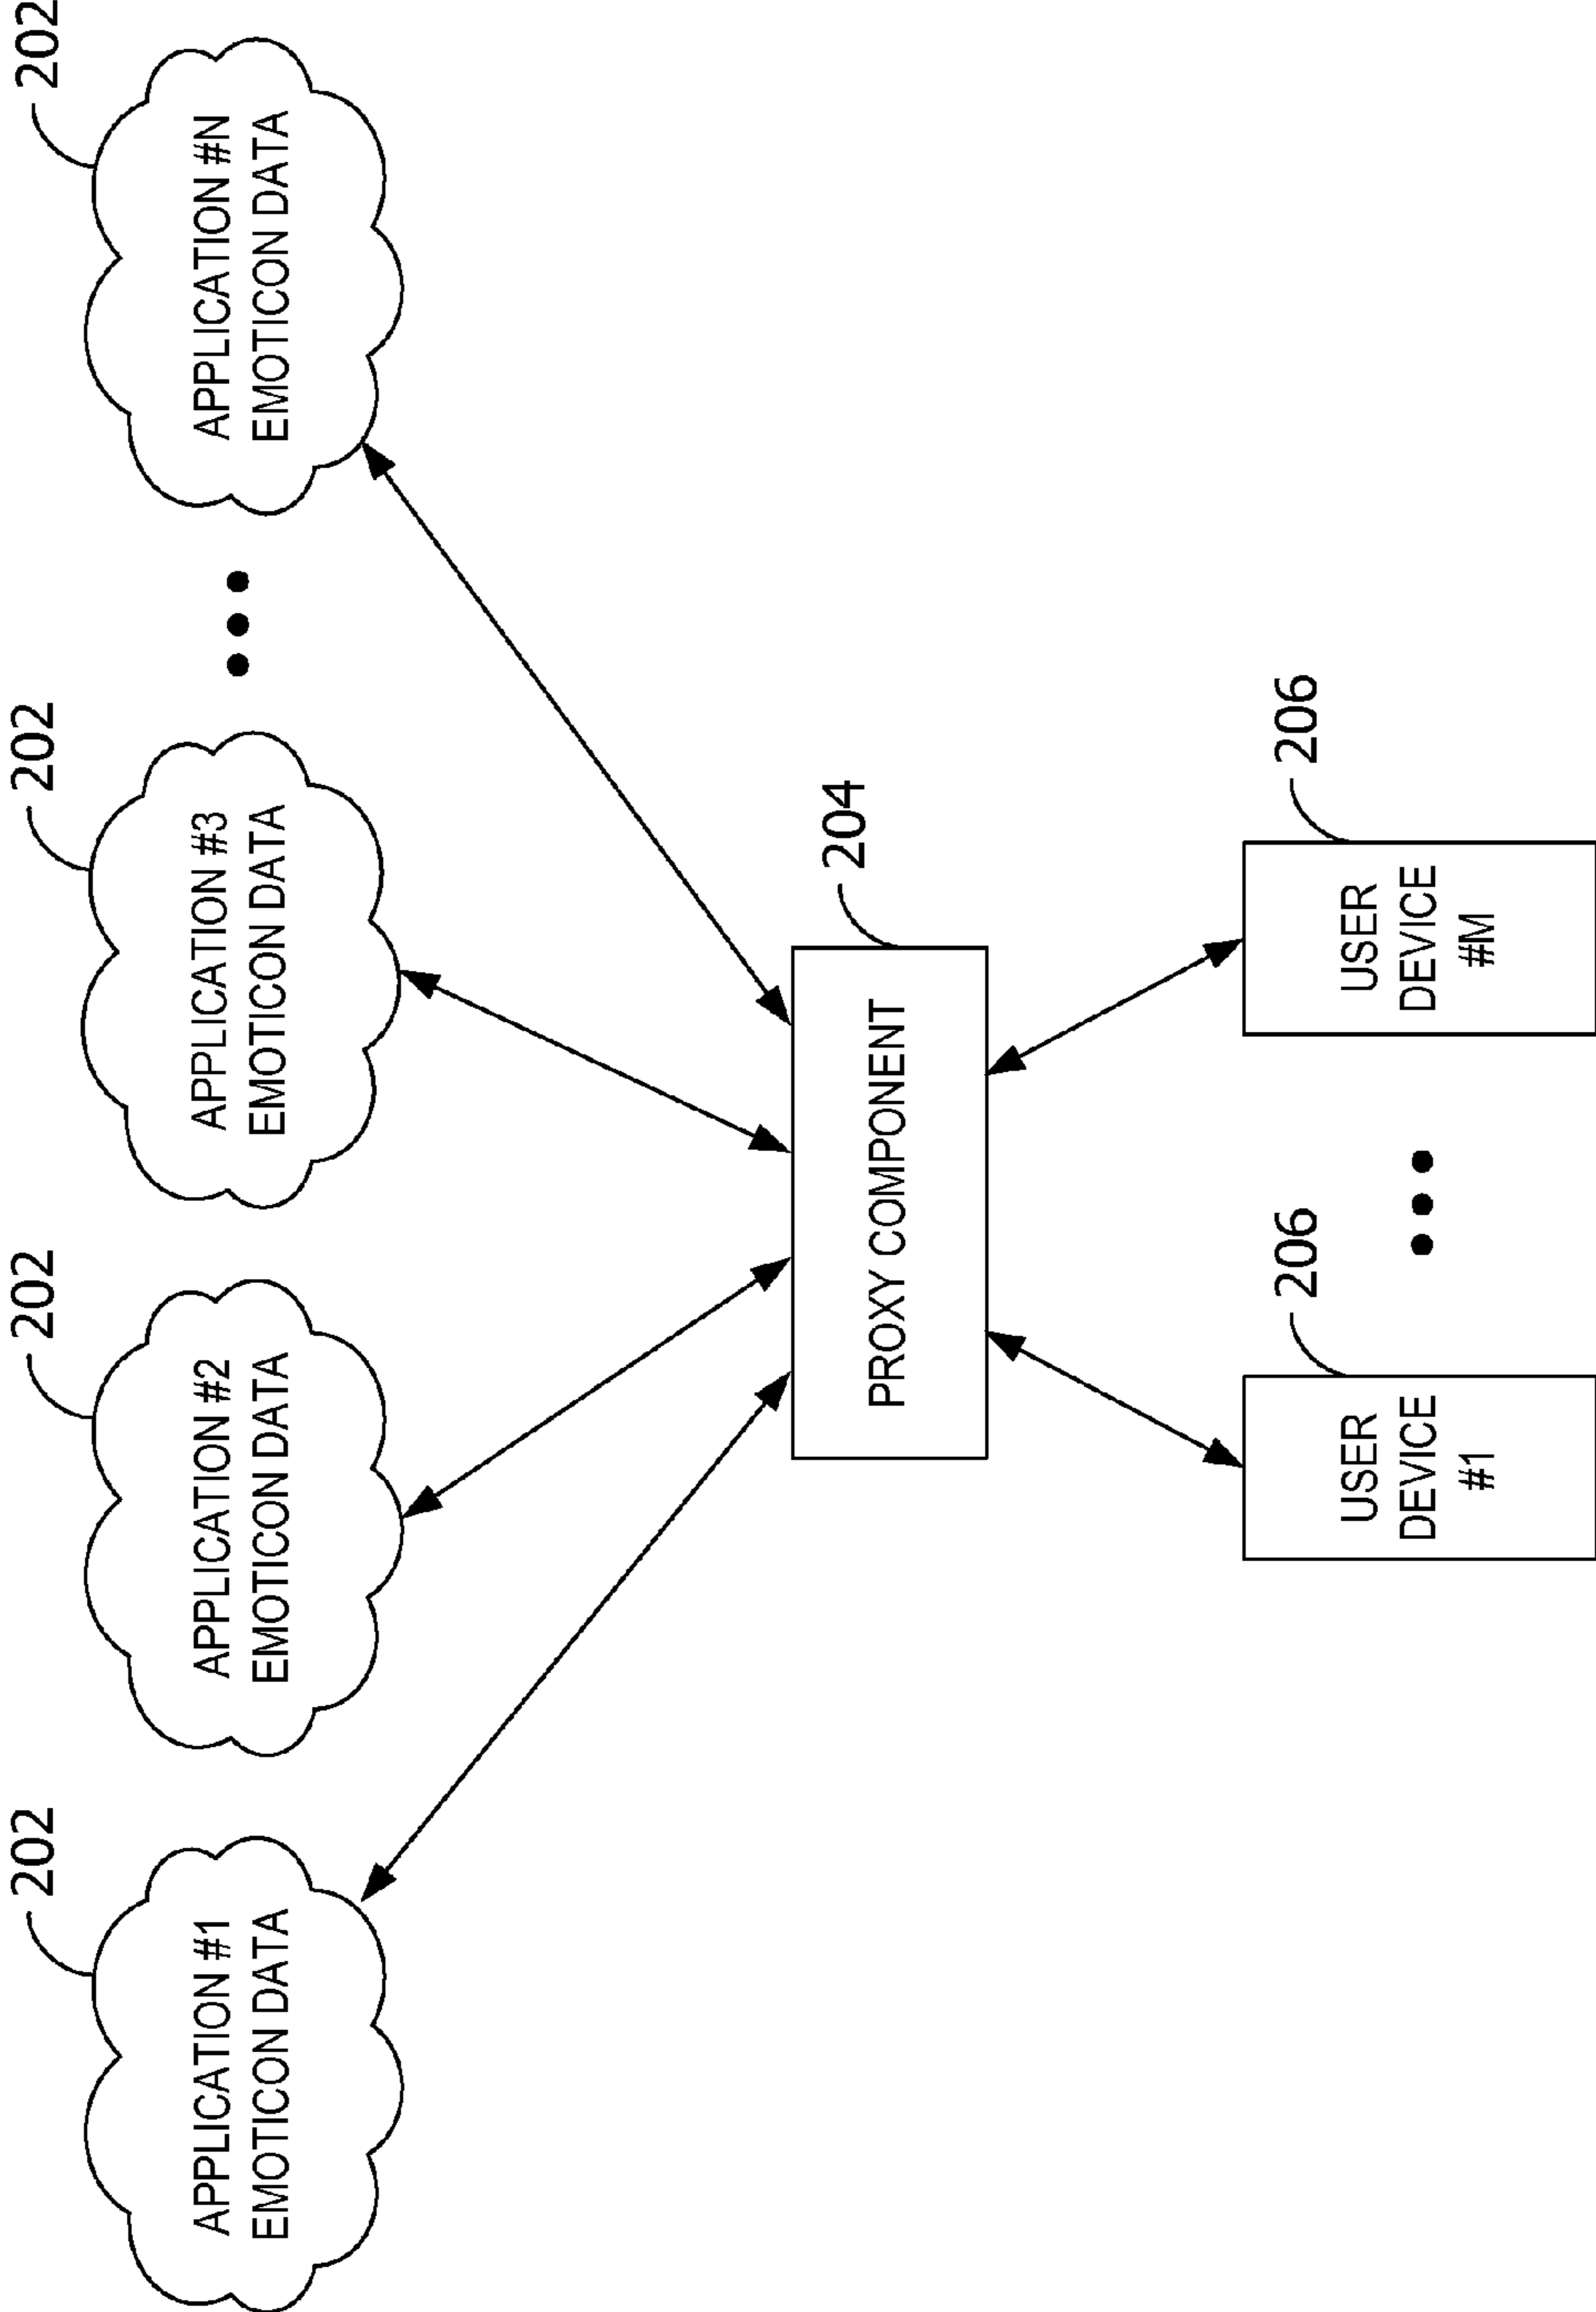 202
APPLICATION #1
EMOTICON DATA
202
APPLICATION #2
EMOTICON DATA
202
APPLICATION #3
EMOTICON DATA
202
APPLICATION #N
EMOTICON DATA
204
PROXY COMPONENT
206
USER
DEVICE
#1
206
USER
DEVICE
#M